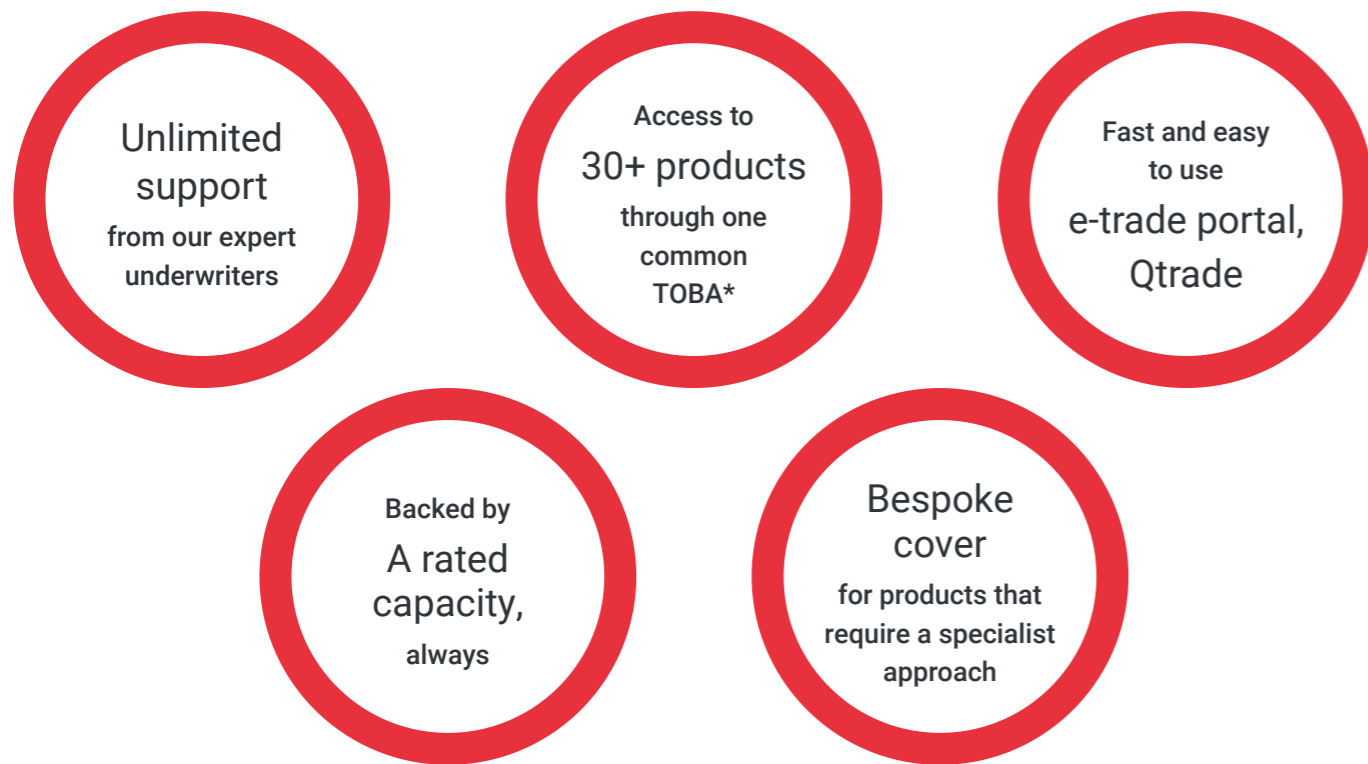 Unlimited
support
from our expert
underwriters
Access to
30+ products
through one
common
TOBA*
Fast and easy
to use
e-trade portal,
Qtrade
Backed by
A rated
capacity,
always
Bespoke
cover
for products that
require a specialist
approach